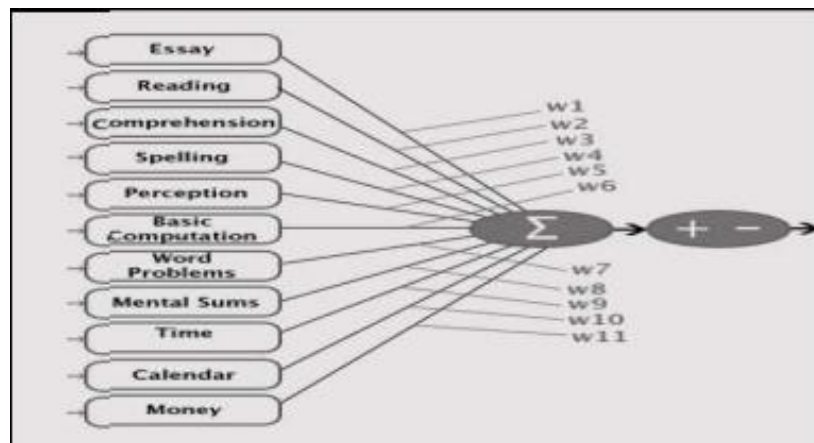 Essay
Reading
Comprehension
Spelling
Perception
Basic
Computation
Word
Problems
Mental Sums
Time
Calendar
Money
w1
w2
w3
w4
w5
w6
Σ
+ -
w7
w8
w9
w10
w11